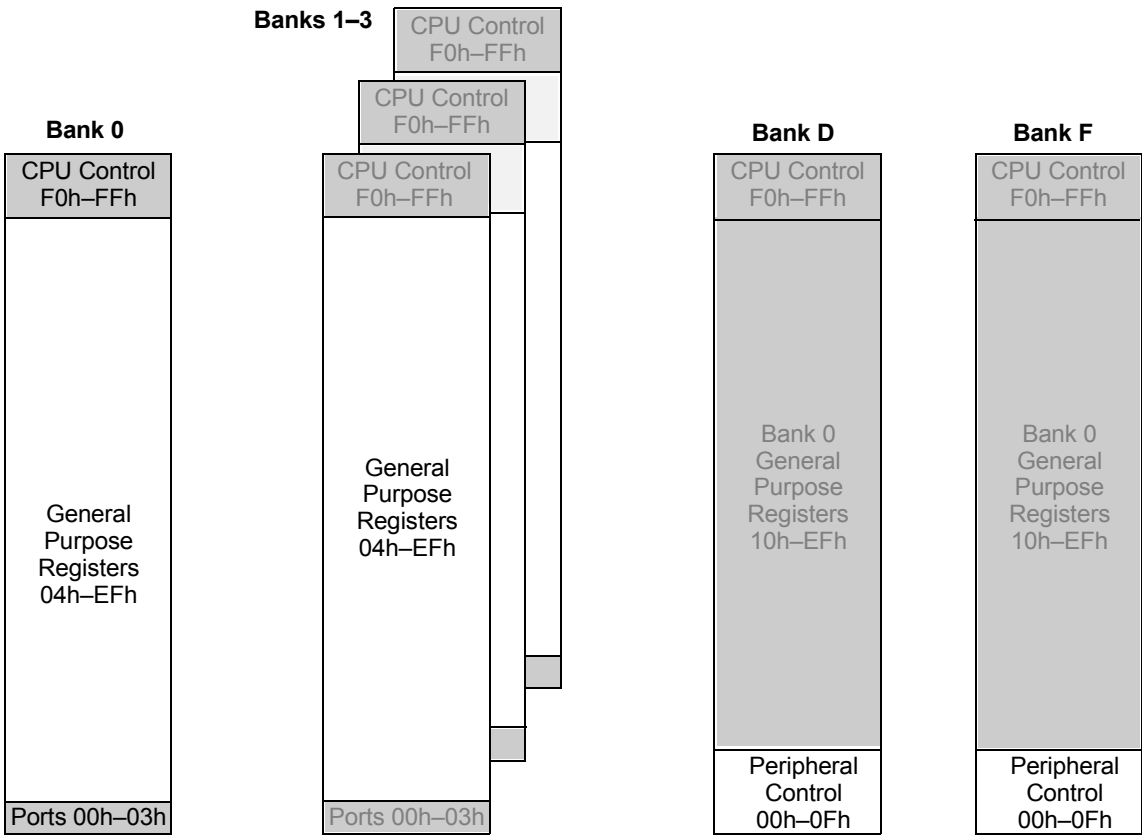 Banks 1–3
CPU Control
F0h–FFh
CPU Control
F0h–FFh
Bank 0
CPU Control
F0h–FFh
General
Purpose
Registers
04h–EFh
Ports 00h–03h
CPU Control
F0h–FFh
General
Purpose
Registers
04h–EFh
Ports 00h–03h
Bank D
CPU Control
F0h–FFh
Bank 0
General
Purpose
Registers
10h–EFh
Peripheral
Control
00h–0Fh
Bank F
CPU Control
F0h–FFh
Bank 0
General
Purpose
Registers
10h–EFh
Peripheral
Control
00h–0Fh